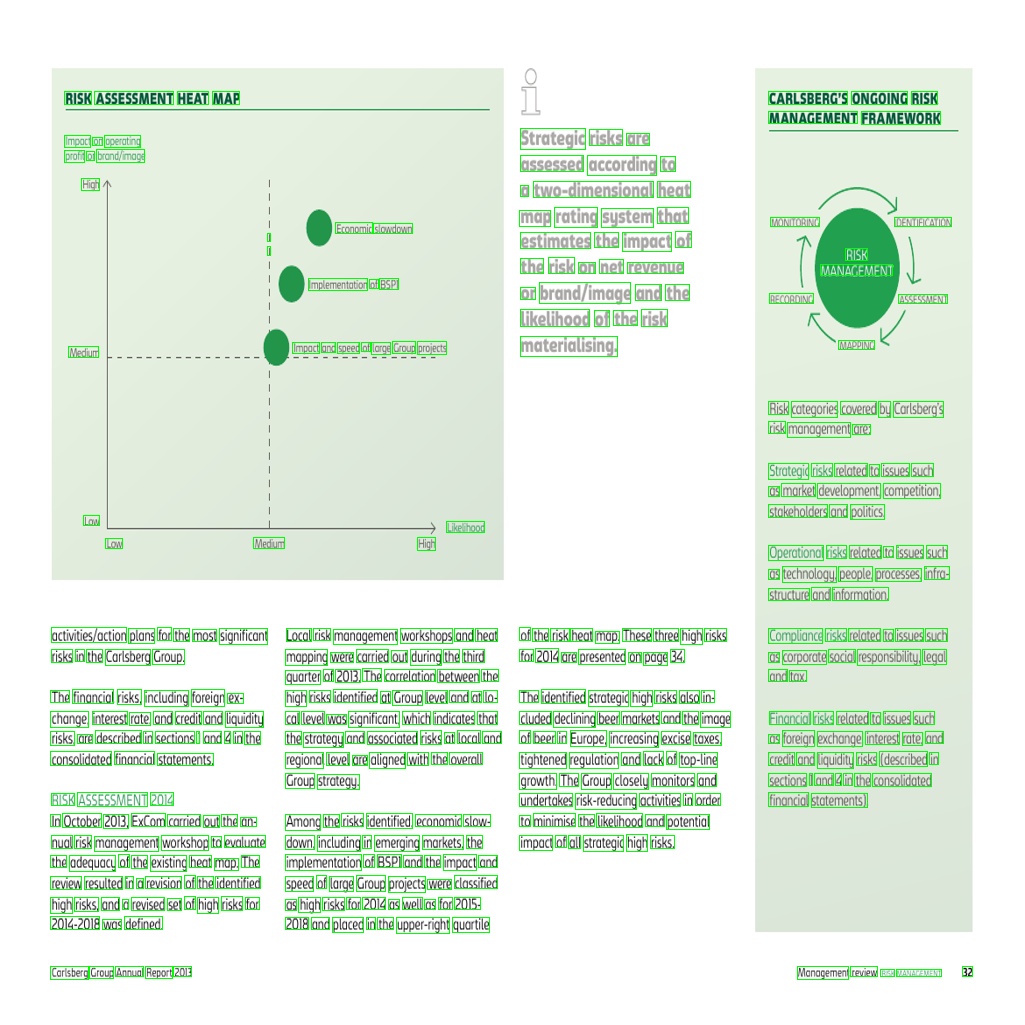 RISK ASSESSMENT HEAT MAP
Impact on operating
profit or brand/image
High
Economic slowdown
Implementation of BSP1
Impact and speed of large Group projects
Medium
Low
Likelihood
Low
Medium
High
i
Strategic risks are
assessed according to
a two-dimensional heat
map rating system that
estimates the impact of
the risk on net revenue
or brand/image and the
likelihood of the risk
materialising.
CARLSBERG'S ONGOING RISK
MANAGEMENT FRAMEWORK
MONITORING
IDENTIFICATION
RISK
MANAGEMENT
RECORDING
ASSESSMENT
MAPPING
Risk categories covered by Carlsberg's
risk management are:
Strategic risks related to issues such
as market development, competition,
stakeholders and politics.
Operational risks related to issues such
as technology, people, processes, infra-
structure and information.
Compliance risks related to issues such
as corporate social responsibility, legal
and tax.
Financial risks related to issues such
as foreign exchange, interest rate, and
credit and liquidity risks (described in
sections 1 and 4 in the consolidated
financial statements)
activities/action plans for the most significant
risks in the Carlsberg Group.
The financial risks, including foreign ex-
change, interest rate and credit and liquidity
risks, are described in sections 1 and 4 in the
consolidated financial statements.
RISK ASSESSMENT 2014
In October 2013, ExCom carried out the an-
nual risk management workshop to evaluate
the adequacy of the existing heat map. The
review resulted in a revision of the identified
high risks, and a revised set of high risks for
2014-2018 was defined.
Local risk management workshops and heat
mapping were carried out during the third
quarter of 2013. The correlation between the
high risks identified at Group level and at lo-
cal level was significant, which indicates that
the strategy and associated risks at local and
regional level are aligned with the overall
Group strategy.
Among the risks identified, economic slow-
down, including in emerging markets, the
implementation of BSP1 and the impact and
speed of large Group projects were classified
as high risks for 2014 as well as for 2015-
2018 and placed in the upper-right quartile
of the risk heat map. These three high risks
for 2014 are presented on page 34.
The identified strategic high risks also in-
cluded declining beer markets and the image
of beer in Europe, increasing excise taxes,
tightened regulation and lack of top-line
growth. The Group closely monitors and
undertakes risk-reducing activities in order
to minimise the likelihood and potential
impact of all strategic high risks.
Carlsberg Group Annual Report 2013
Management review RISK MANAGEMENT 32